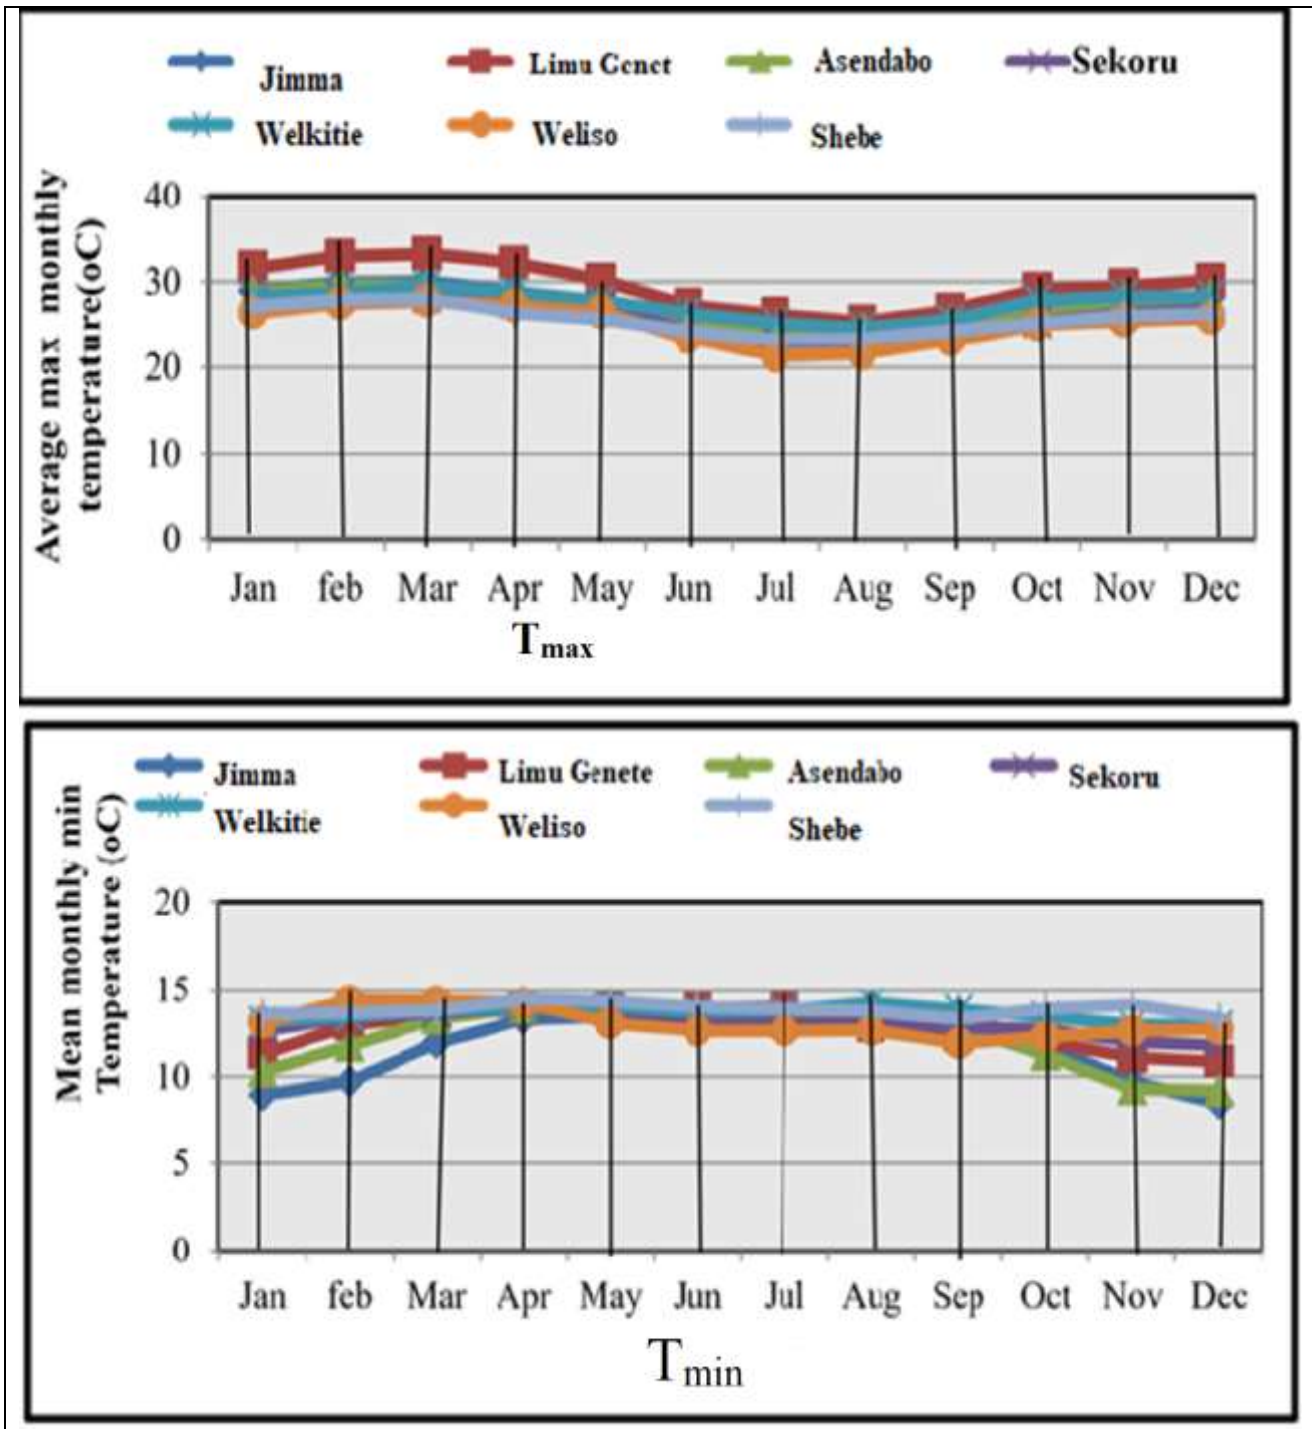 Jimma Limu Genet Asendabo Sekoru
Welkitie Weliso Shebe
Average max monthly
temperature(oC)
40
30
20
10
0
Jan feb Mar Apr May Jun Jul Aug Sep Oct Nov Dec
Tmax
Jimma Limu Genete Asendabo Sekoru
Welkitie Weliso Shebe
Mean monthly min
Temperature (oC)
20
15
10
5
0
Jan feb Mar Apr May Jun Jul Aug Sep Oct Nov Dec
Tmin